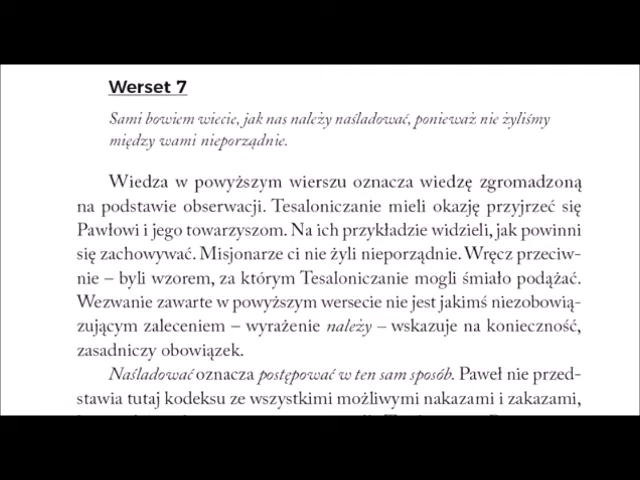 Werset 7
Sami bowiem wiecie, jak nas należy naśladować, ponieważ nie żyliśmy
między wami nieporządnie.
Wiedza w powyższym wierszu oznacza wiedzę zgromadzoną
na podstawie obserwacji. Tesaloniczanie mieli okazję przyjrzeć się
Pawłowi i jego towarzyszom. Na ich przykładzie widzieli, jak powinni
się zachowywać. Misjonarze ci nie żyli nieporządnie. Wręcz przeciw-
nie – byli wzorem, za którym Tesaloniczanie mogli śmiało podążać.
Wezwanie zawarte w powyższym wersecie nie jest jakimś niezobowią-
zującym zaleceniem – wyrażenie należy – wskazuje na konieczność,
zasadniczy obowiązek.
Naśladować oznacza postępować w ten sam sposób. Paweł nie przed-
stawia tutaj kodeksu ze wszystkimi możliwymi nakazami i zakazami,